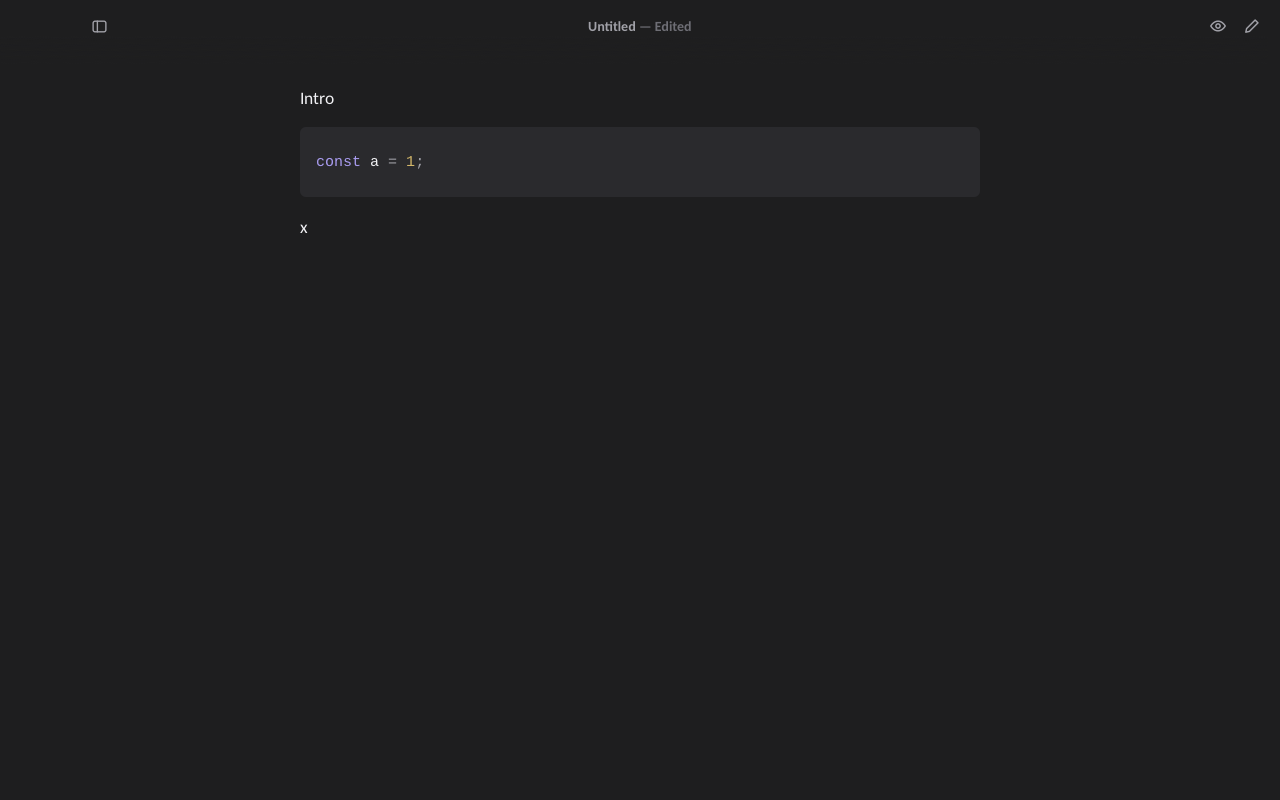 Untitled — Edited
Intro
const a = 1;
x